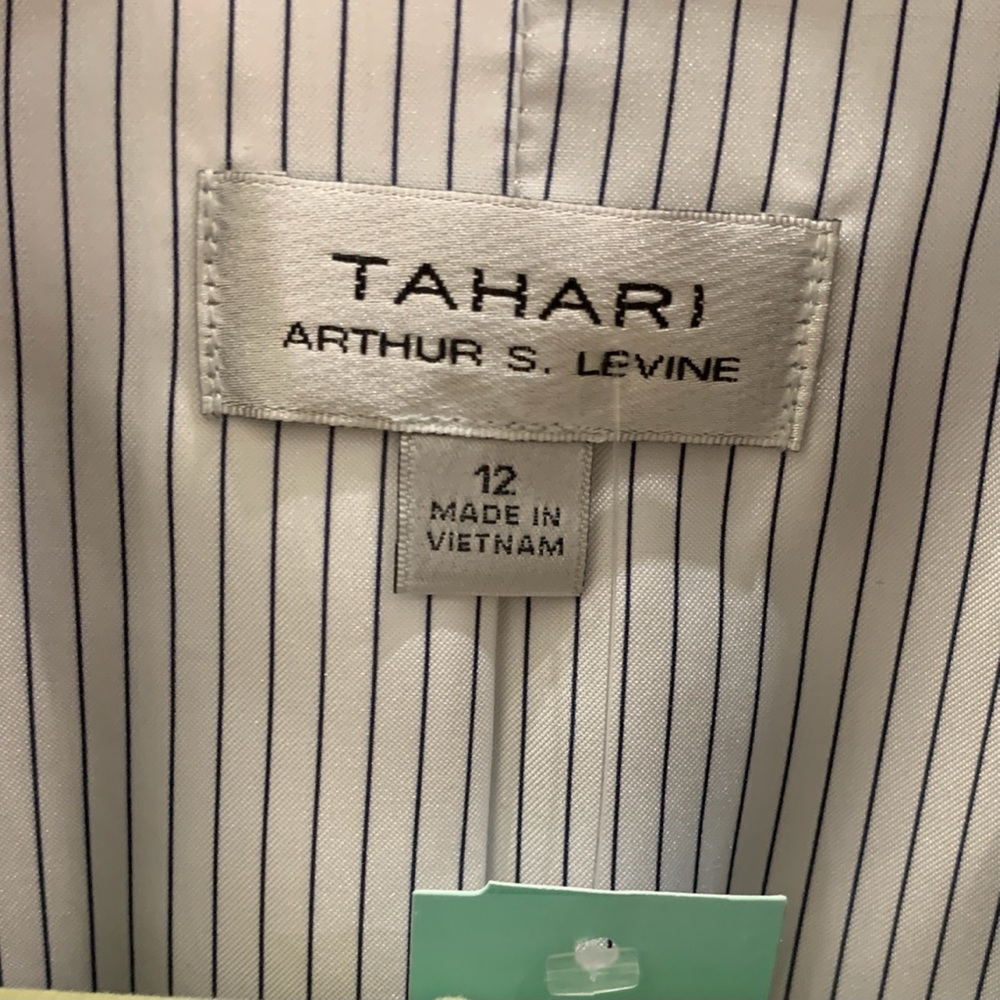 TAHARI
ARTHUR S. LEVINE
12
MADE IN
VIETNAM